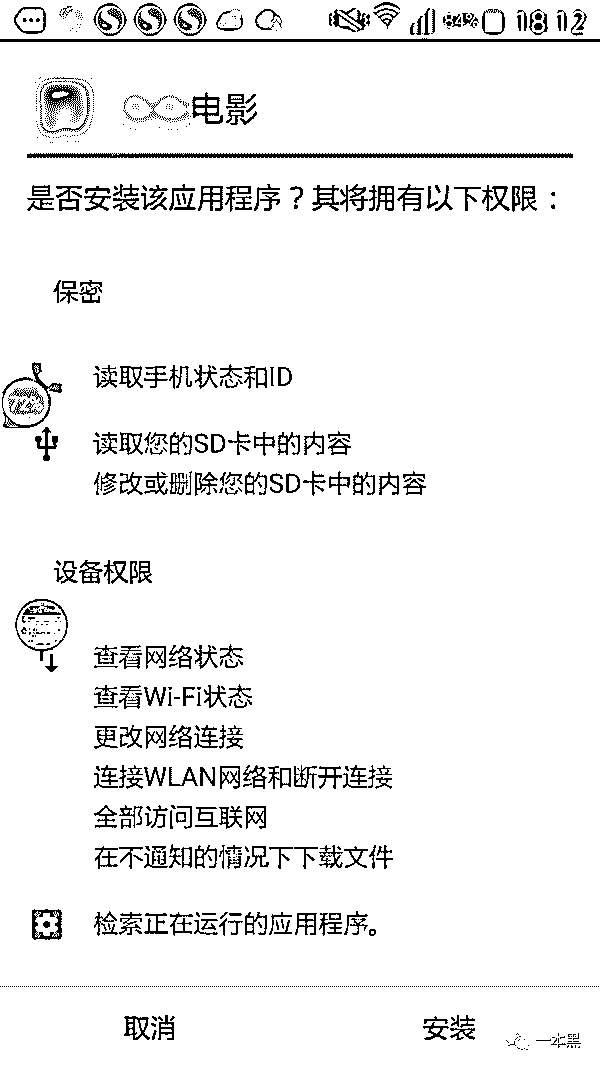 84% 18:12
电影
是否安装该应用程序？其将拥有以下权限：
保密
读取手机状态和ID
读取您的SD卡中的内容
修改或删除您的SD卡中的内容
设备权限
查看网络状态
查看Wi-Fi状态
更改网络连接
连接WLAN网络和断开连接
全部访问互联网
在不通知的情况下下载文件
检索正在运行的应用程序。
取消
安装
一本黑